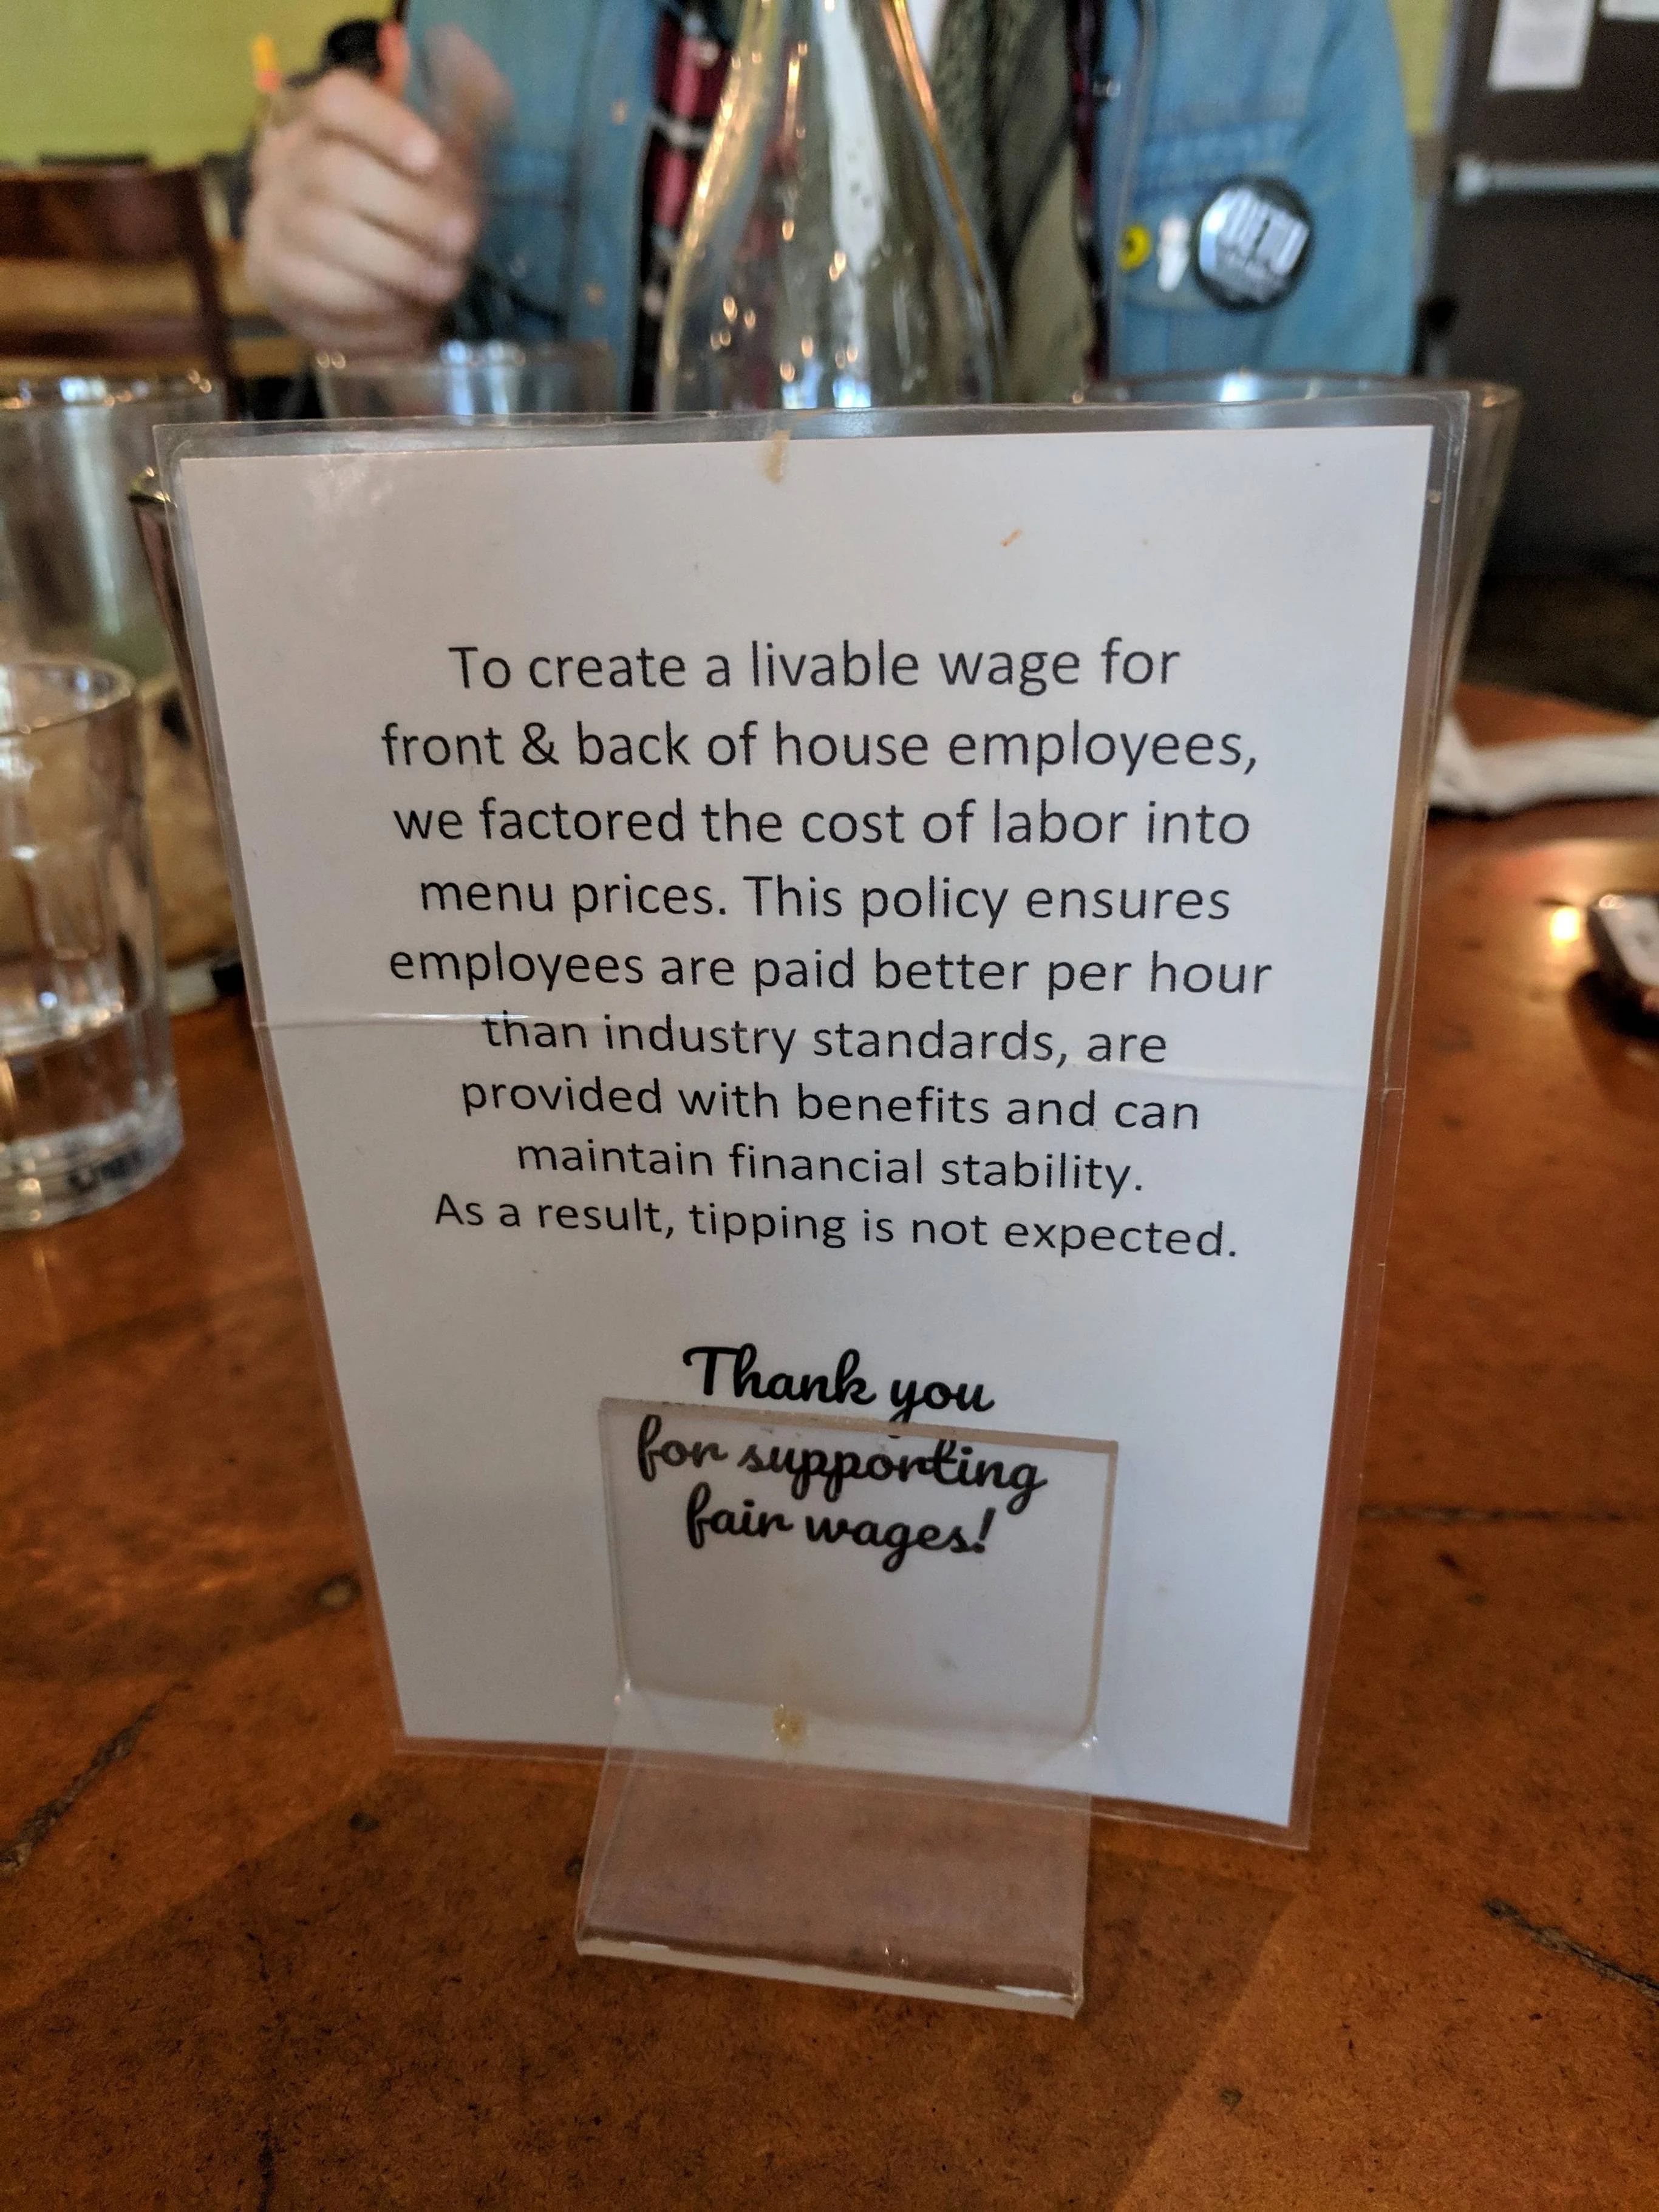 To create a livable wage for
front & back of house employees,
we factored the cost of labor into
menu prices. This policy ensures
employees are paid better per hour
than industry standards, are
provided with benefits and can
maintain financial stability.
As a result, tipping is not expected.
Thank you
for supporting
fair wages!